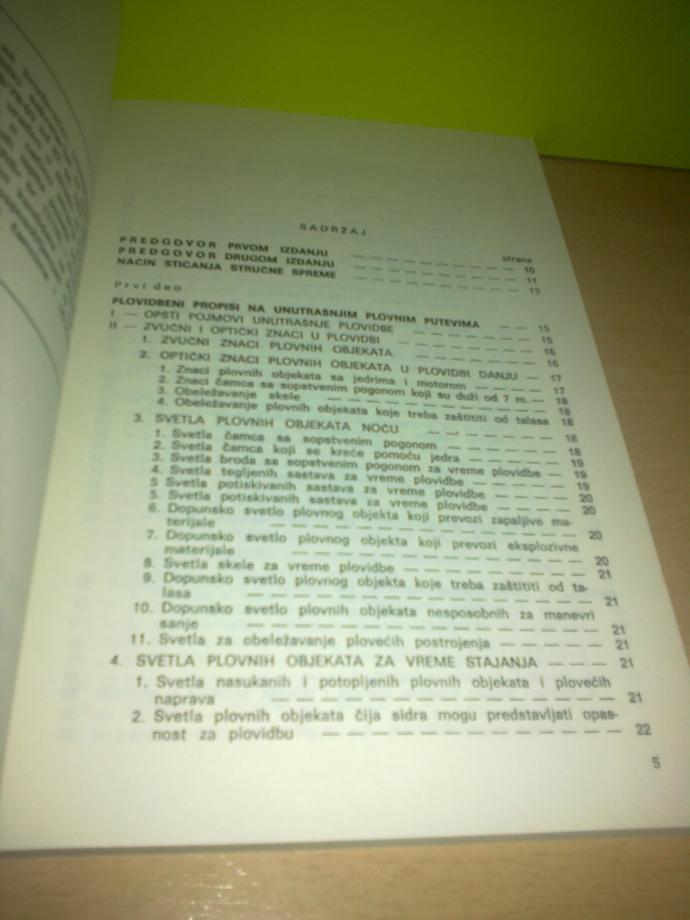 SADRŽAJ
strana
PREDGOVOR PRVOM IZDANJU — — — — — — — — 10
PREDGOVOR DRUGOM IZDANJU — — — — — — — 11
NAČIN STICANJA STRUČNE SPREME — — — — — — — 13
Prvi deo
PLOVIDBENI PROPISI NA UNUTRAŠNJIM PLOVNIM PUTEVIMA — — 15
I — OPŠTI POJMOVI UNUTRAŠNJE PLOVIDBE — — — — — — 15
II — ZVUČNI I OPTIČKI ZNACI U PLOVIDBI — — — — — — 16
1. ZVUČNI ZNACI PLOVNIH OBJEKATA — — — — — 16
2. OPTIČKI ZNACI PLOVNIH OBJEKATA U PLOVIDBI DANJU — 17
1. Znaci plovnih objekata sa jedrima i motorom — — — — 17
2. Znaci čamca sa sopstvenim pogonom koji su duži od 7 m. — 18
3. Obeležavanje skele — — — — — — — — — 18
4. Obeležavanje plovnih objekata koje treba zaštititi od talasa 18
3. SVETLA PLOVNIH OBJEKATA NOĆU — — — — — 18
1. Svetla čamca sa sopstvenim pogonom — — — — — 18
2. Svetla čamca koji se kreće pomoću jedra — — — — 19
3. Svetla broda sa sopstvenim pogonom za vreme plovidbe — 19
4. Svetla tegljenih sastava za vreme plovidbe — — — — 19
5 Svetla potiskivanih sastava za vreme plovidbe — — — 20
5. Svetla potiskivanih sastava za vreme plovidbe — — — 20
6. Dopunsko svetlo plovnog objekta koji prevozi zapaljive ma-
terijale — — — — — — — — — — — 20
7. Dopunsko svetlo plovnog objekta koji prevozi eksplozivne
materijale — — — — — — — — — — 20
8. Svetla skele za vreme plovidbe — — — — — — 21
9. Dopunsko svetlo plovnog objekta koje treba zaštititi od ta-
lasa — — — — — — — — — — — — 21
10. Dopunsko svetlo plovnih objekata nesposobnih za manevri
sanje — — — — — — — — — — — — 21
11. Svetla za obeležavanje plovećih postrojenja — — — — 21
4. SVETLA PLOVNIH OBJEKATA ZA VREME STAJANJA — — — 21
1. Svetla nasukanih i potopljenih plovnih objekata i plovećih
naprava — — — — — — — — — — — 21
2. Svetla plovnih objekata čija sidra mogu predstavljati opas-
nost za plovidbu — — — — — — — — — 22
5